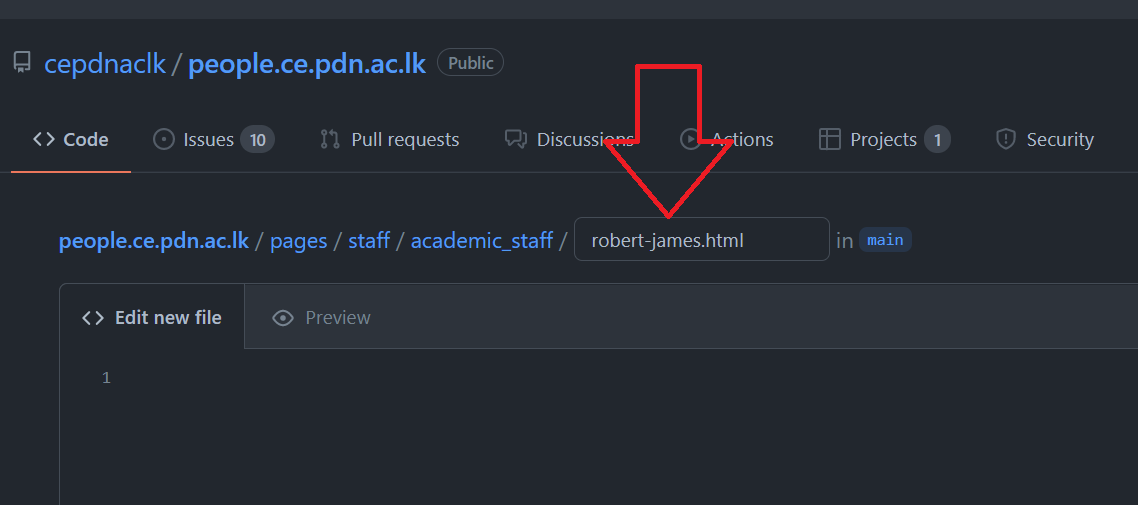 cepdnaclk / people.ce.pdn.ac.lk Public
Code Issues 10 Pull requests Discussions Actions Projects 1 Security
people.ce.pdn.ac.lk / pages / staff / academic_staff / robert-james.html in main
Edit new file Preview
1